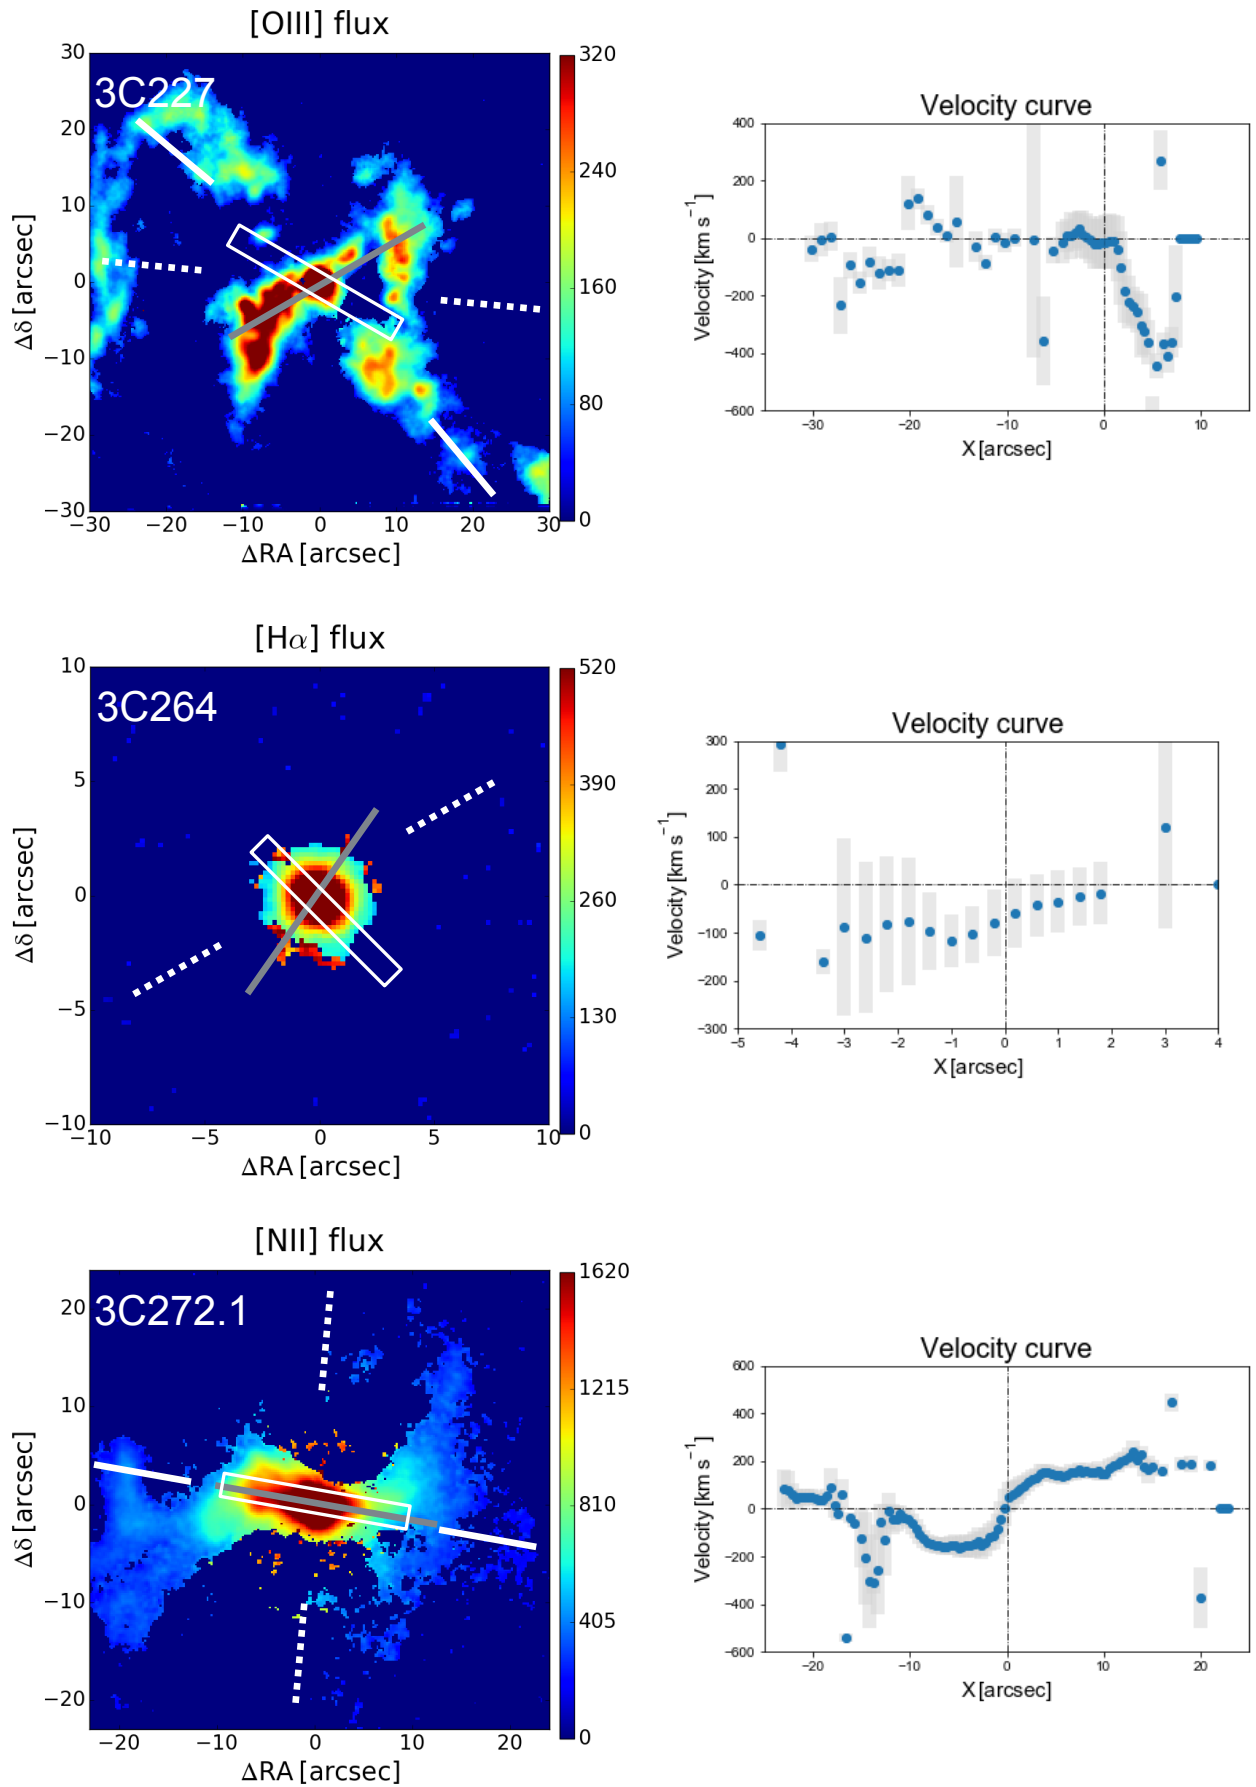 [OIII] flux
3C227
30
20
10
0
−10
−20
−30
−30 −20 −10 0 10 20 30
Δδ [arcsec]
ΔRA [arcsec]
320
240
160
80
0
Velocity curve
400
200
0
−200
−400
−600
−30 −20 −10 0 10
Velocity [km s⁻¹]
X [arcsec]
[Hα] flux
3C264
10
5
0
−5
−10
−10 −5 0 5 10
Δδ [arcsec]
ΔRA [arcsec]
520
390
260
130
0
Velocity curve
300
200
100
0
−100
−200
−300
−5 −4 −3 −2 −1 0 1 2 3 4
Velocity [km s⁻¹]
X [arcsec]
[NII] flux
3C272.1
20
10
0
−10
−20
−20 −10 0 10 20
Δδ [arcsec]
ΔRA [arcsec]
1620
1215
810
405
0
Velocity curve
600
400
200
0
−200
−400
−600
−20 −10 0 10 20
Velocity [km s⁻¹]
X [arcsec]